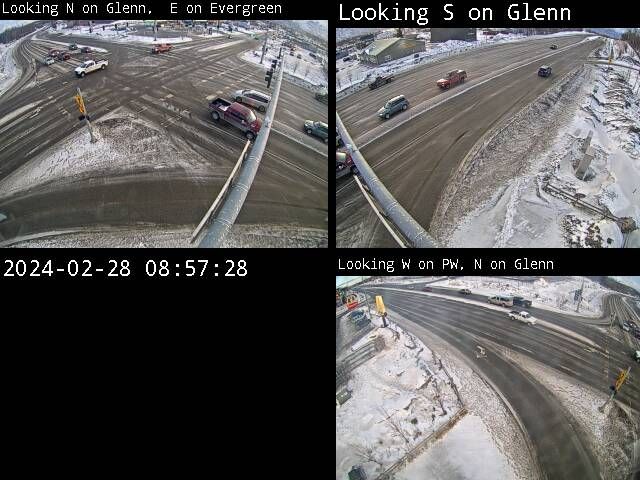 Looking N on Glenn, E on Evergreen
Looking S on Glenn
2024-02-28 08:57:28
Looking W on PW, N on Glenn